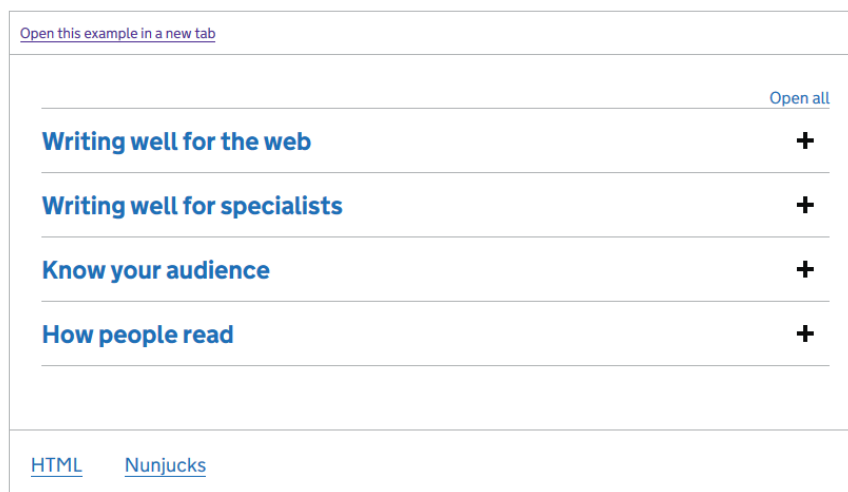 Open this example in a new tab
Open all
Writing well for the web +
Writing well for specialists +
Know your audience +
How people read +
HTML Nunjucks